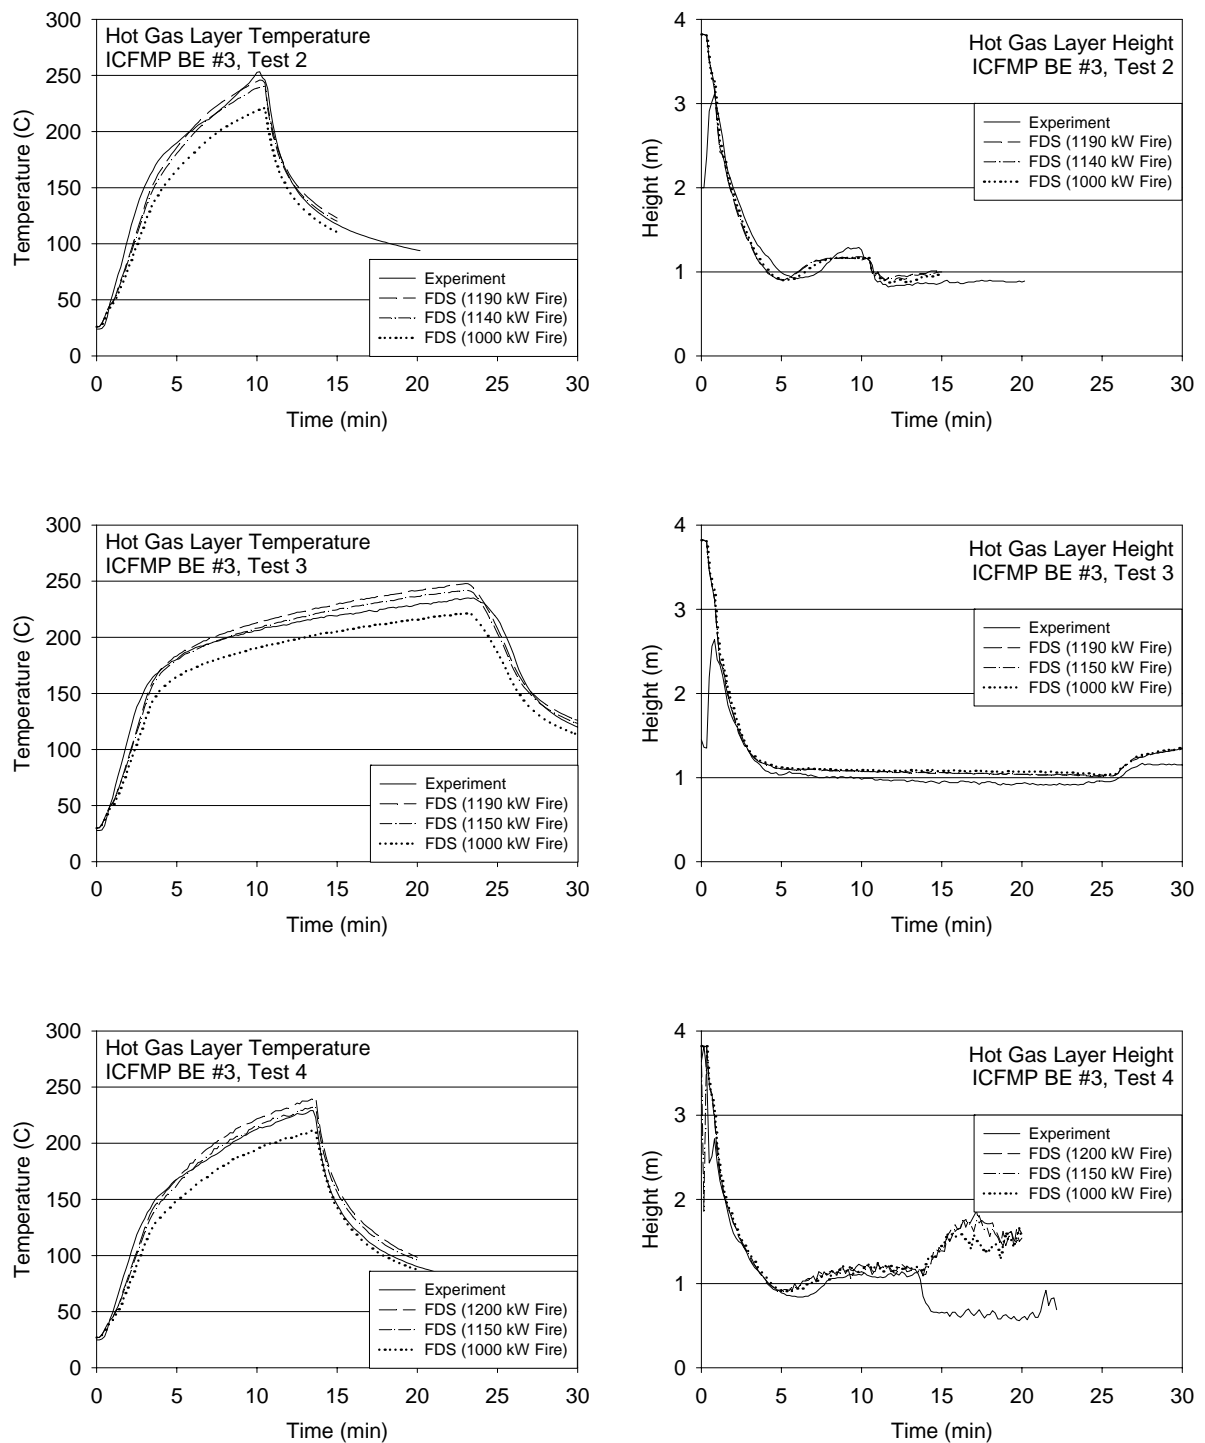 Hot Gas Layer Temperature
ICFMP BE #3, Test 2
300
250
200
150
100
50
0
Temperature (C)
Experiment
FDS (1190 kW Fire)
FDS (1140 kW Fire)
FDS (1000 kW Fire)
0 5 10 15 20 25 30
Time (min)
Hot Gas Layer Height
ICFMP BE #3, Test 2
4
3
2
1
0
Height (m)
Experiment
FDS (1190 kW Fire)
FDS (1140 kW Fire)
FDS (1000 kW Fire)
0 5 10 15 20 25 30
Time (min)
Hot Gas Layer Temperature
ICFMP BE #3, Test 3
300
250
200
150
100
50
0
Temperature (C)
Experiment
FDS (1190 kW Fire)
FDS (1150 kW Fire)
FDS (1000 kW Fire)
0 5 10 15 20 25 30
Time (min)
Hot Gas Layer Height
ICFMP BE #3, Test 3
4
3
2
1
0
Height (m)
Experiment
FDS (1190 kW Fire)
FDS (1150 kW Fire)
FDS (1000 kW Fire)
0 5 10 15 20 25 30
Time (min)
Hot Gas Layer Temperature
ICFMP BE #3, Test 4
300
250
200
150
100
50
0
Temperature (C)
Experiment
FDS (1200 kW Fire)
FDS (1150 kW Fire)
FDS (1000 kW Fire)
0 5 10 15 20 25 30
Time (min)
Hot Gas Layer Height
ICFMP BE #3, Test 4
4
3
2
1
0
Height (m)
Experiment
FDS (1200 kW Fire)
FDS (1150 kW Fire)
FDS (1000 kW Fire)
0 5 10 15 20 25 30
Time (min)